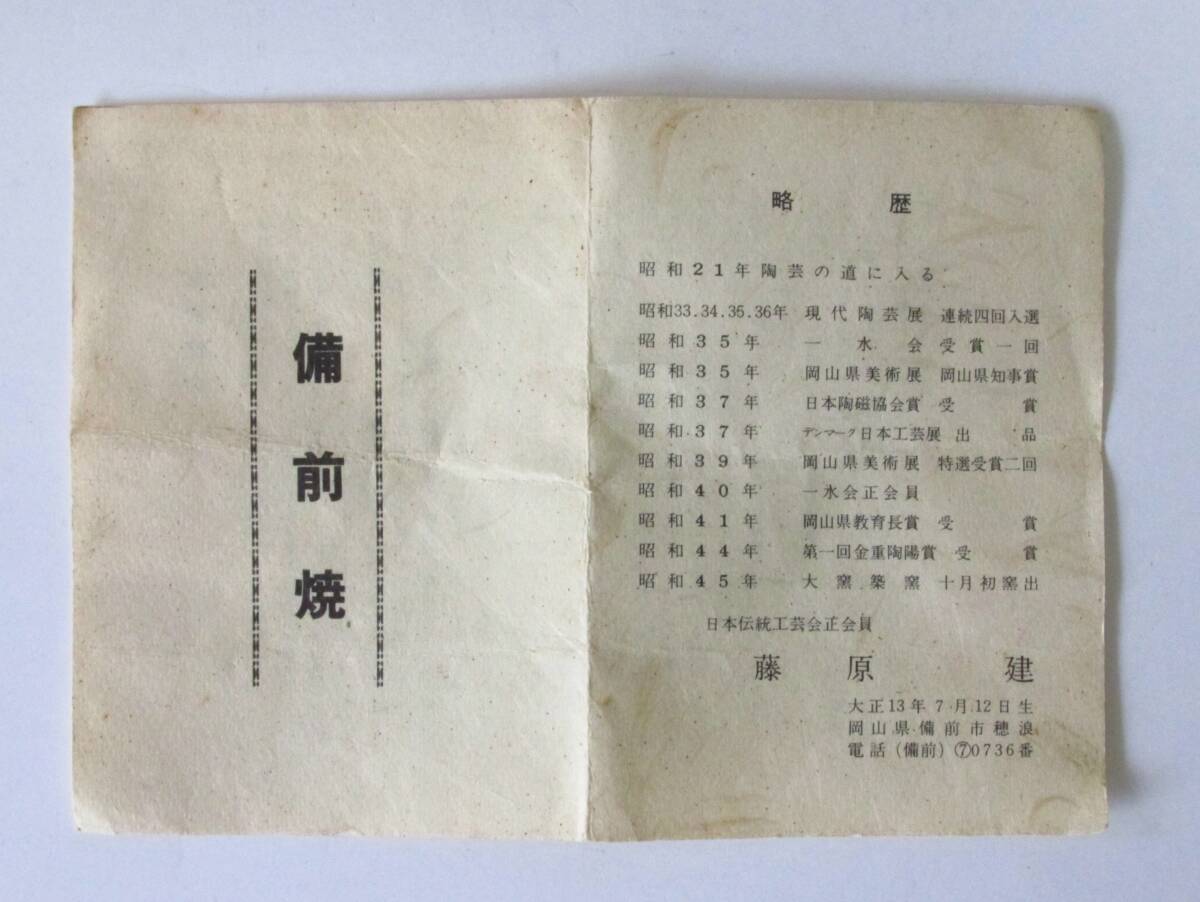 備前焼
略歴
昭和21年陶芸の道に入る
昭和33.34.35.36年 現代陶芸展 連続四回入選
昭和35年 一水会受賞一回
昭和35年 岡山県美術展 岡山県知事賞
昭和37年 日本陶磁協会賞 受賞
昭和37年 デンマーク日本工芸展 出品
昭和39年 岡山県美術展 特選受賞二回
昭和40年 一水会正会員
昭和41年 岡山県教育長賞 受賞
昭和44年 第一回金重陶陽賞 受賞
昭和45年 大窯築窯 十月初窯出
日本伝統工芸会正会員
藤原建
大正13年7月12日生
岡山県備前市穂浪
電話(備前)⑦0736番